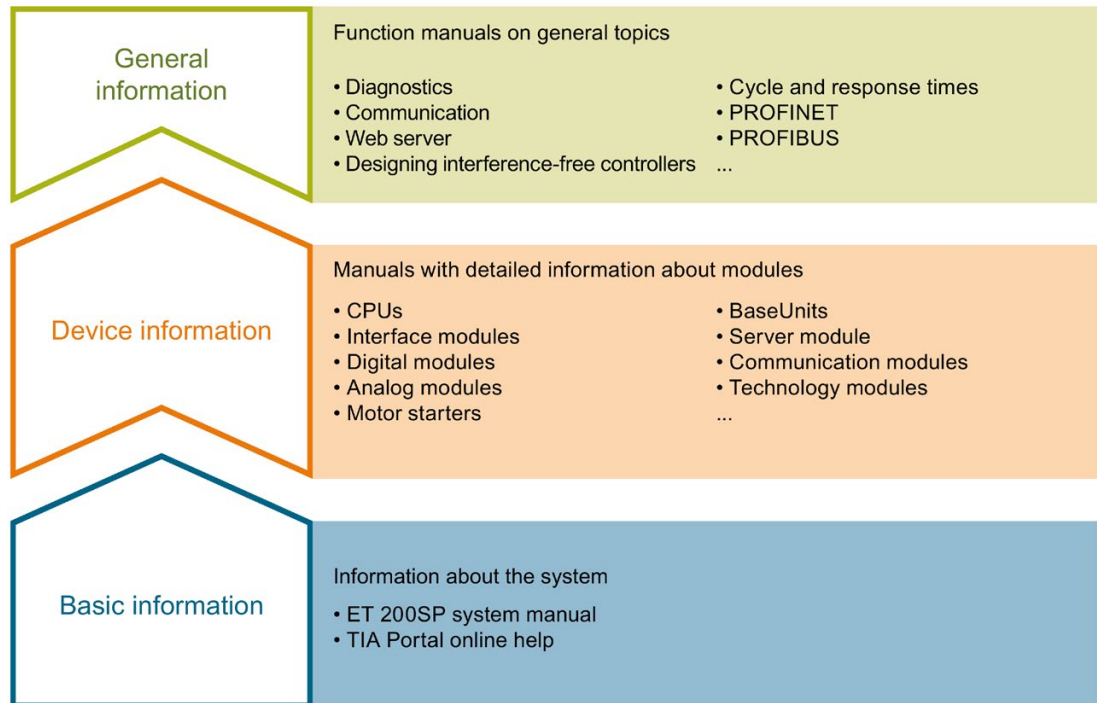 General
information
Function manuals on general topics
• Diagnostics
• Communication
• Web server
• Designing interference-free controllers
• Cycle and response times
• PROFINET
• PROFIBUS
...
Device information
Manuals with detailed information about modules
• CPUs
• Interface modules
• Digital modules
• Analog modules
• Motor starters
• BaseUnits
• Server module
• Communication modules
• Technology modules
...
Basic information
Information about the system
• ET 200SP system manual
• TIA Portal online help